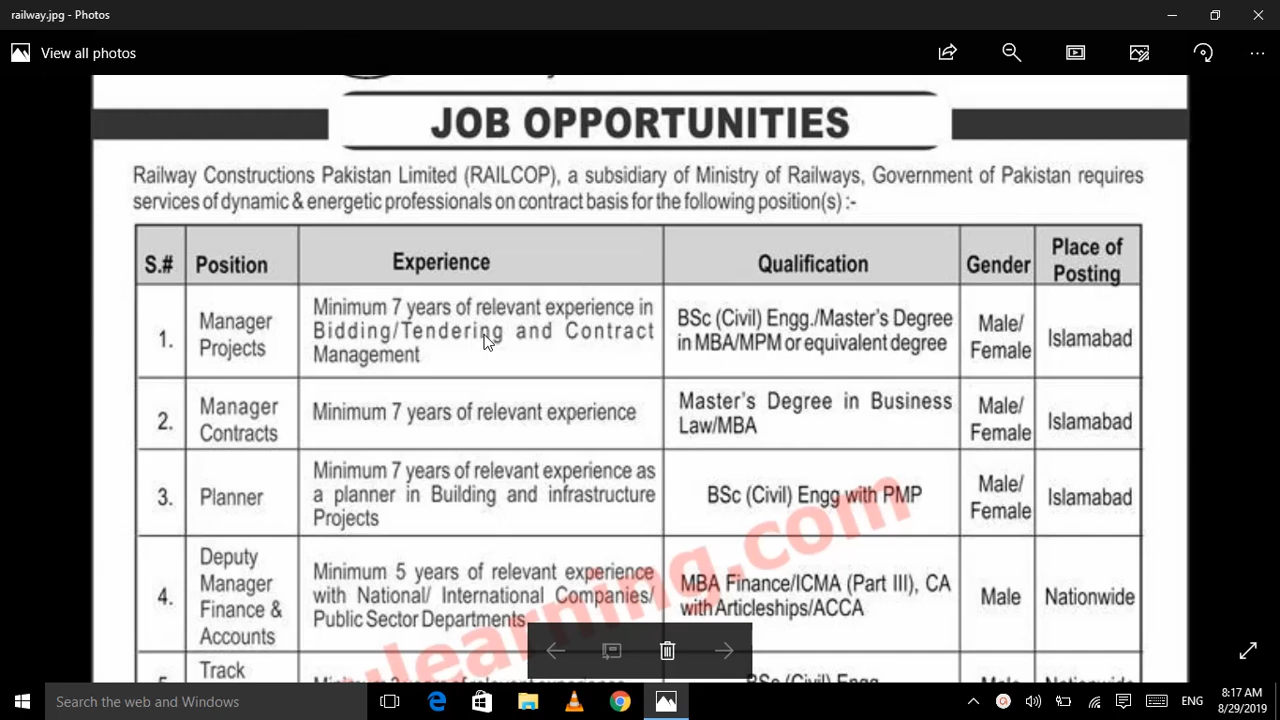 railway.jpg - Photos
View all photos
JOB OPPORTUNITIES
Railway Constructions Pakistan Limited (RAILCOP), a subsidiary of Ministry of Railways, Government of Pakistan requires
services of dynamic & energetic professionals on contract basis for the following position(s) :-
S.# Position Experience Qualification Gender Place of
Posting
1. Manager
Projects
Minimum 7 years of relevant experience in
Bidding/Tendering and Contract
Management
BSc (Civil) Engg./Master's Degree
in MBA/MPM or equivalent degree
Male/
Female
Islamabad
2. Manager
Contracts
Minimum 7 years of relevant experience
Master's Degree in Business
Law/MBA
Male/
Female
Islamabad
3. Planner
Minimum 7 years of relevant experience as
a planner in Building and infrastructure
Projects
BSc (Civil) Engg with PMP
Male/
Female
Islamabad
4. Deputy
Manager
Finance &
Accounts
Minimum 5 years of relevant experience
with National/ International Companies/
Public Sector Departments
MBA Finance/ICMA (Part III), CA
with Articleships/ACCA
Male
Nationwide
Track
BSc (Civil) Engg
learning.com
Search the web and Windows
ENG
8:17 AM
8/29/2019